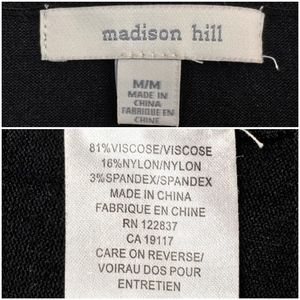 madison hill
M/M
MADE IN
CHINA
FABRIQUE EN
CHINE
81%VISCOSE/VISCOSE
16%NYLON/NYLON
3%SPANDEX/SPANDEX
MADE IN CHINA
FABRIQUE EN CHINE
RN 122837
CA 19117
CARE ON REVERSE/
VOIRAU DOS POUR
ENTRETIEN